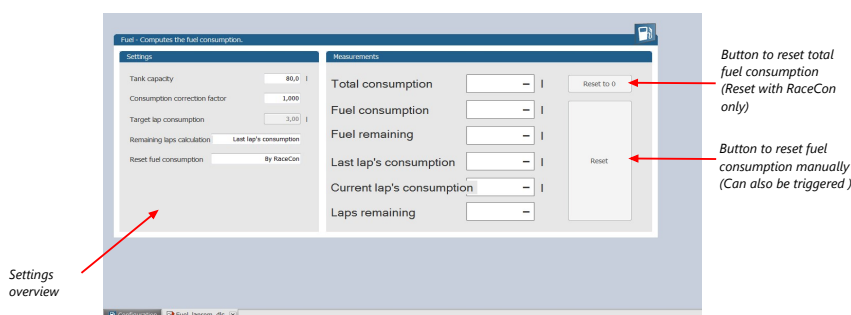 Fuel - Computes the fuel consumption.
Settings
Tank capacity 80,0 l
Consumption correction factor 1,000
Target lap consumption 3,00 l
Remaining laps calculation Last lap's consumption
Reset fuel consumption By RaceCon
Measurements
Total consumption – l Reset to 0
Fuel consumption – l
Fuel remaining – l
Last lap's consumption – l Reset
Current lap's consumption – l
Laps remaining –
Button to reset total
fuel consumption
(Reset with RaceCon
only)
Button to reset fuel
consumption manually
(Can also be triggered )
Settings
overview